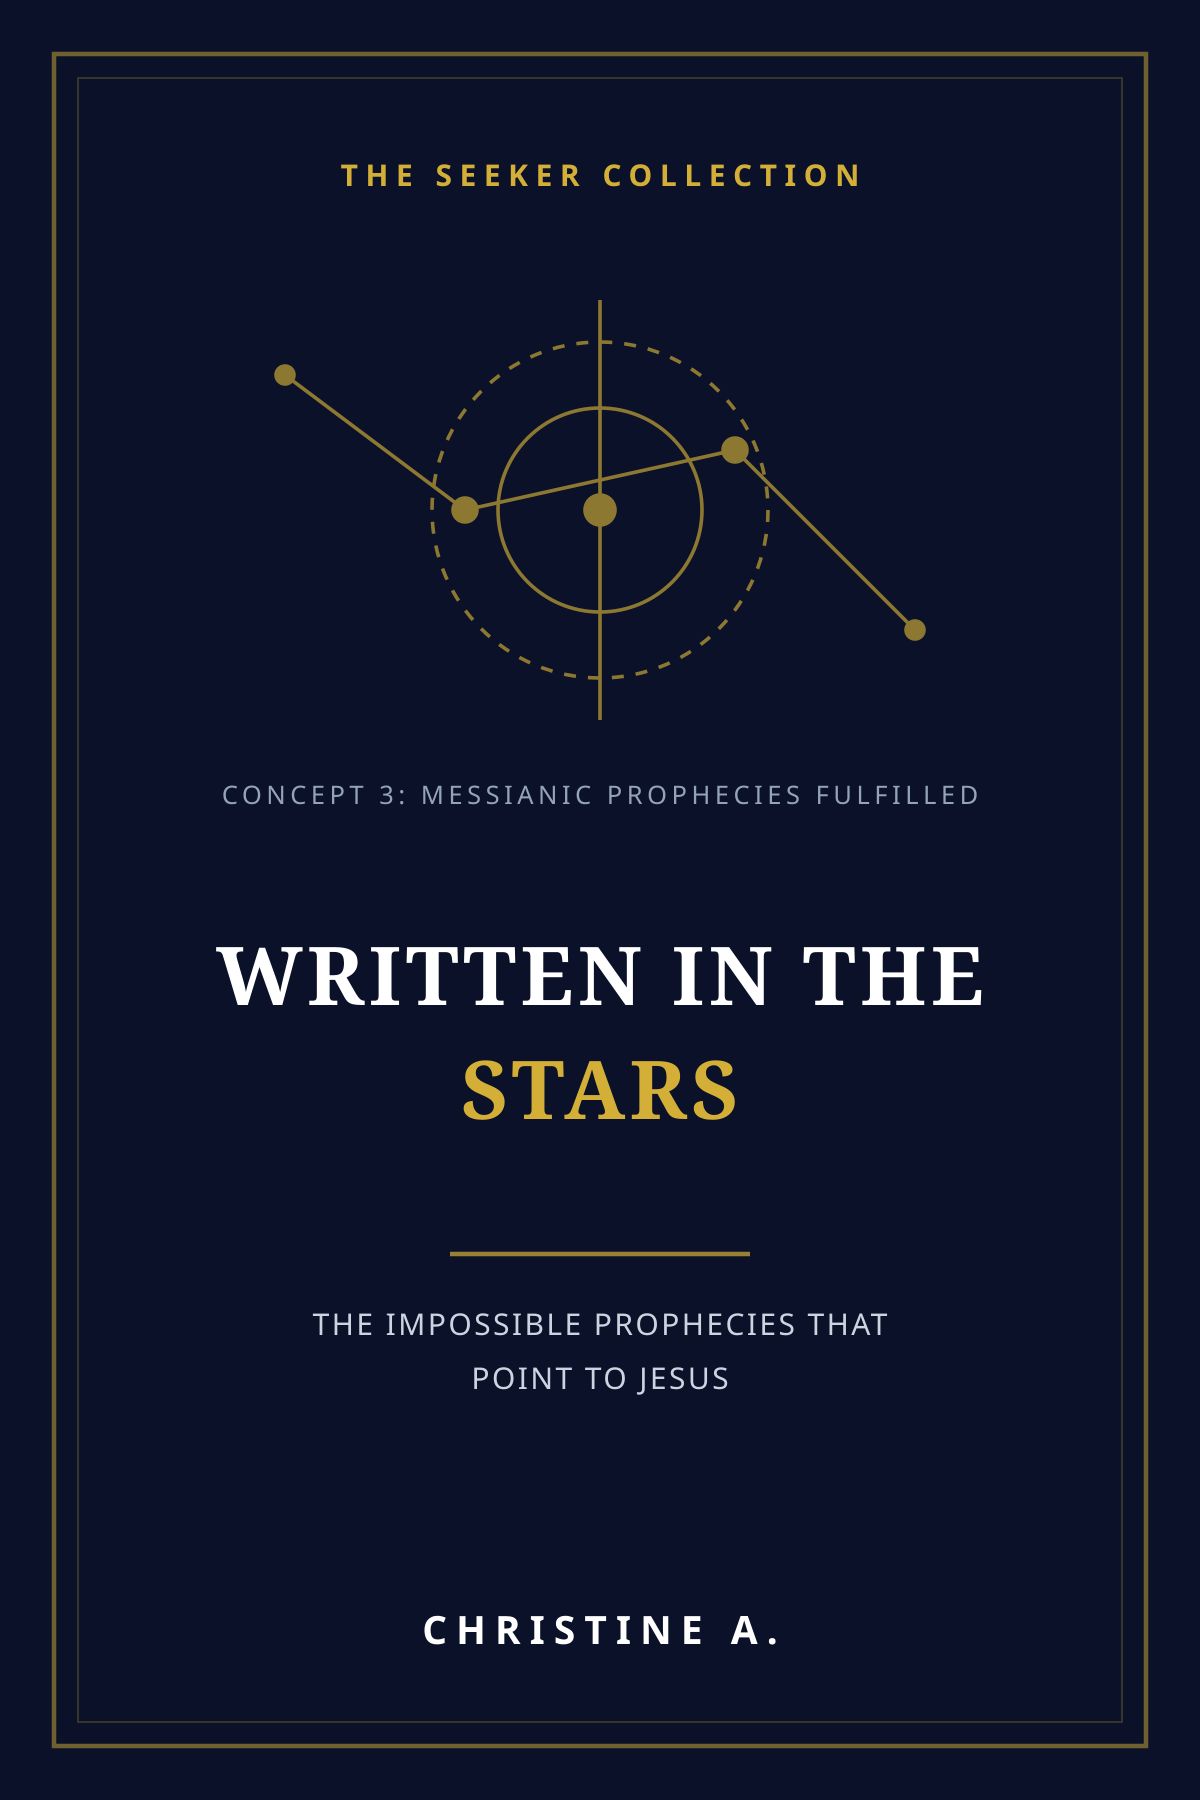 THE SEEKER COLLECTION
CONCEPT 3: MESSIANIC PROPHECIES FULFILLED
WRITTEN IN THE
STARS
THE IMPOSSIBLE PROPHECIES THAT
POINT TO JESUS
CHRISTINE A.